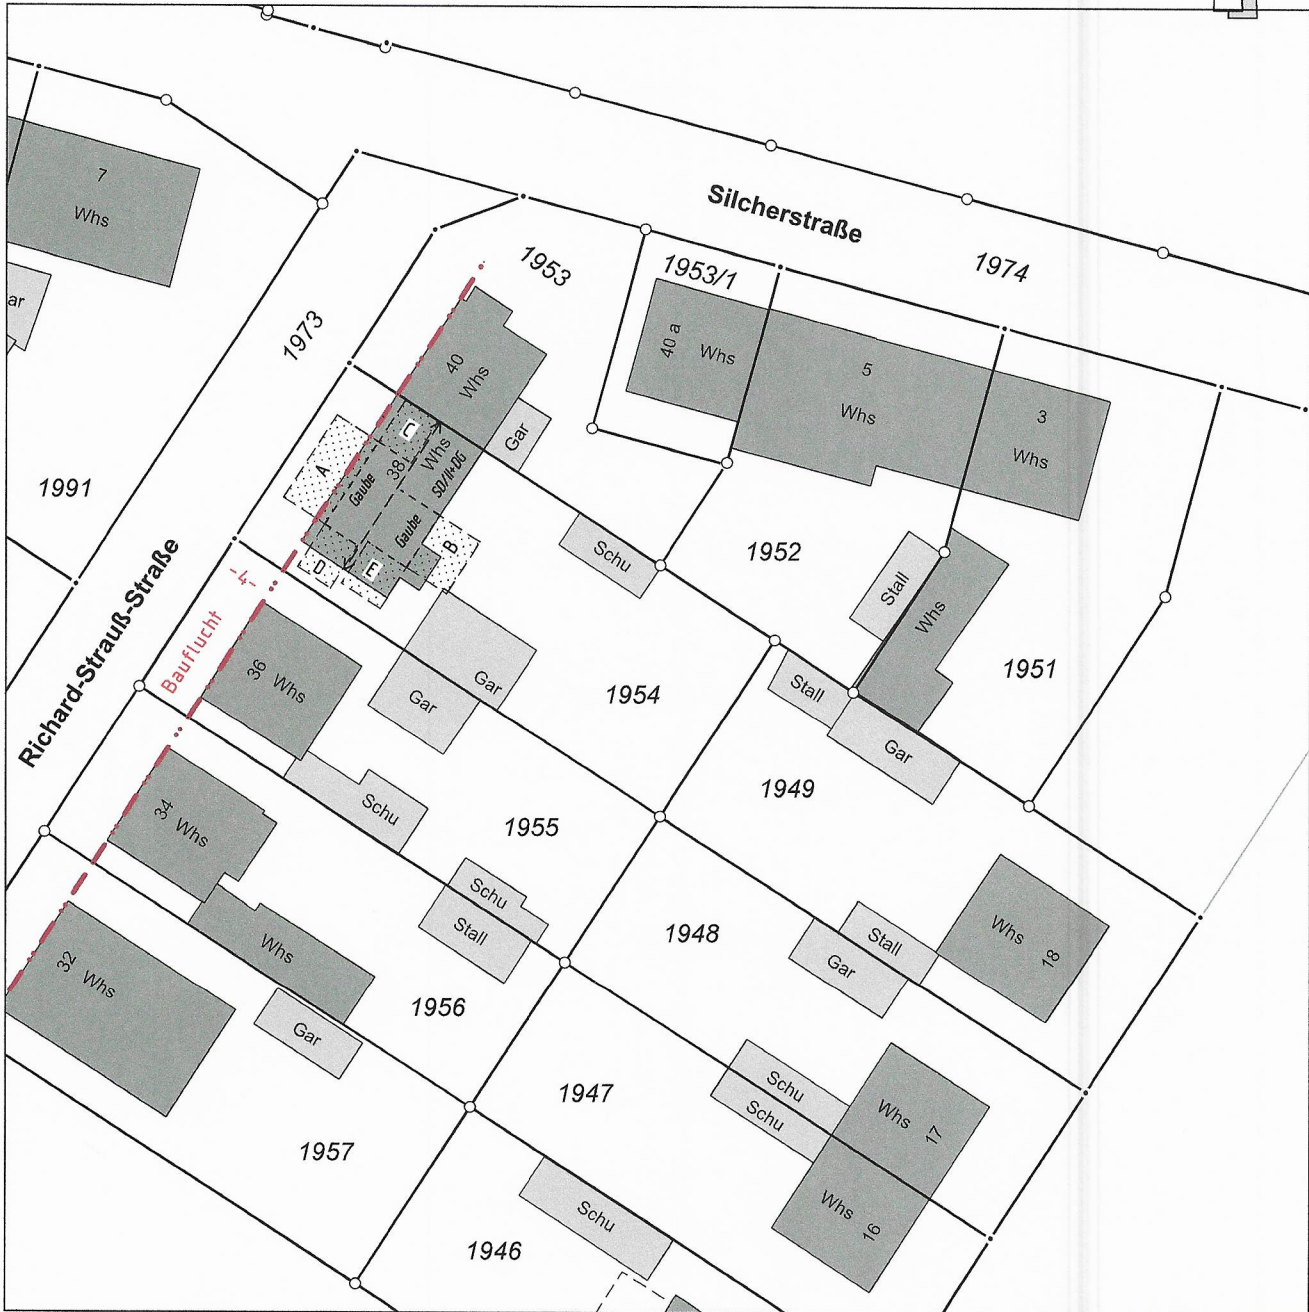 7
Whs
Silcherstraße
1974
1953
1953/1
ar
1973
40
Whs
40 a
Whs
5
Whs
3
Whs
Gar
C
38
Whs
SD/II+DG
Gaube
Gaube
A
B
D
E
1991
Schu
1952
Stall
Whs
1951
-4-
Bauflucht
Richard-Strauß-Straße
36
Whs
Gar
Gar
1954
Stall
Gar
1949
34
Whs
Schu
1955
Schu
Stall
1948
Stall
Gar
Whs
18
32
Whs
Whs
Gar
1956
1947
Schu
Schu
Whs
17
Whs
16
1957
Schu
1946